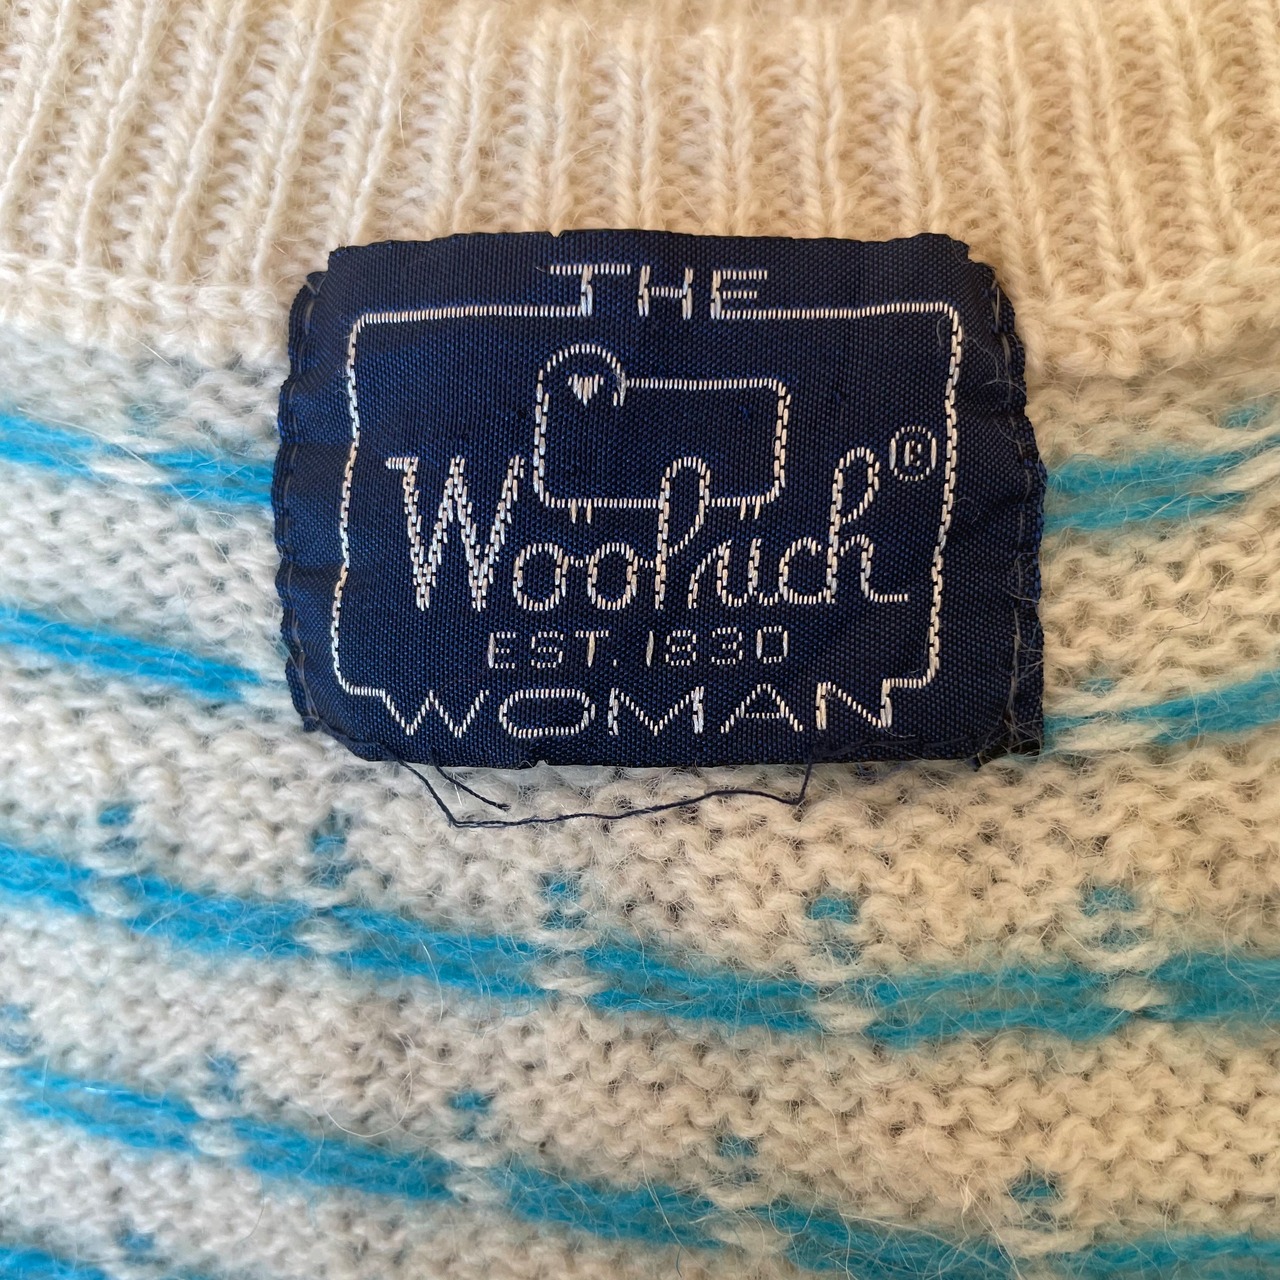 THE
Woolrich®
EST. 1830
WOMAN